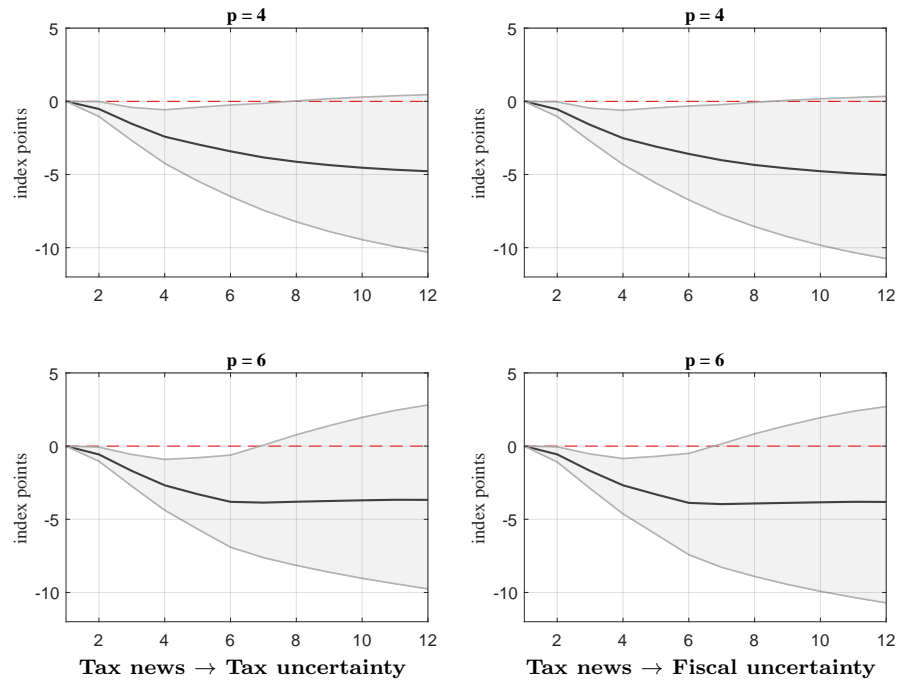 p = 4
5
0
-5
-10
index points
2 4 6 8 10 12
p = 4
5
0
-5
-10
index points
2 4 6 8 10 12
p = 6
5
0
-5
-10
index points
2 4 6 8 10 12
Tax news → Tax uncertainty
p = 6
5
0
-5
-10
index points
2 4 6 8 10 12
Tax news → Fiscal uncertainty